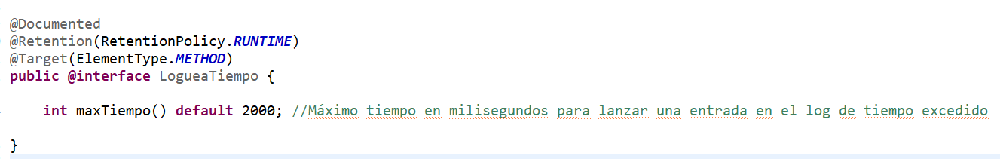 @Documented
@Retention(RetentionPolicy.RUNTIME)
@Target(ElementType.METHOD)
public @interface LogueaTiempo {
int maxTiempo() default 2000; //Máximo tiempo en milisegundos para lanzar una entrada en el log de tiempo excedido
}